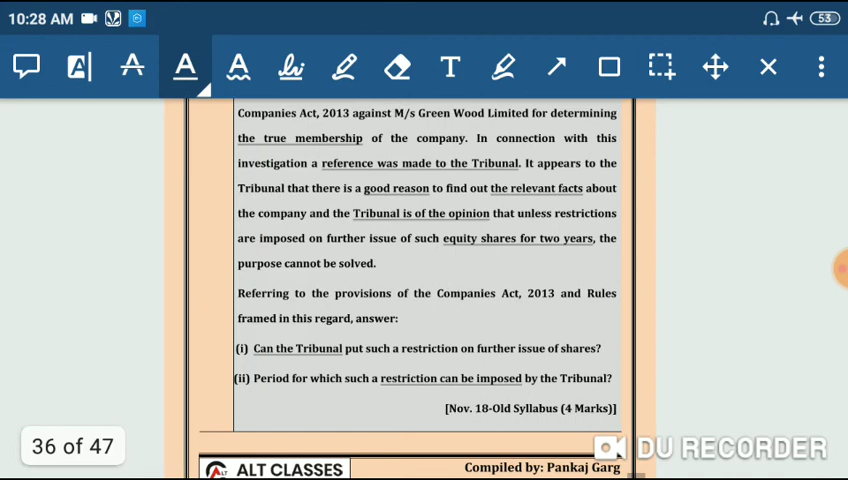 10:28 AM
53
A A A A T
Companies Act, 2013 against M/s Green Wood Limited for determining
the true membership of the company. In connection with this
investigation a reference was made to the Tribunal. It appears to the
Tribunal that there is a good reason to find out the relevant facts about
the company and the Tribunal is of the opinion that unless restrictions
are imposed on further issue of such equity shares for two years, the
purpose cannot be solved.
Referring to the provisions of the Companies Act, 2013 and Rules
framed in this regard, answer:
(i) Can the Tribunal put such a restriction on further issue of shares?
(ii) Period for which such a restriction can be imposed by the Tribunal?
[Nov. 18-Old Syllabus (4 Marks)]
36 of 47
DU RECORDER
ALT ALT CLASSES
Compiled by: Pankaj Garg